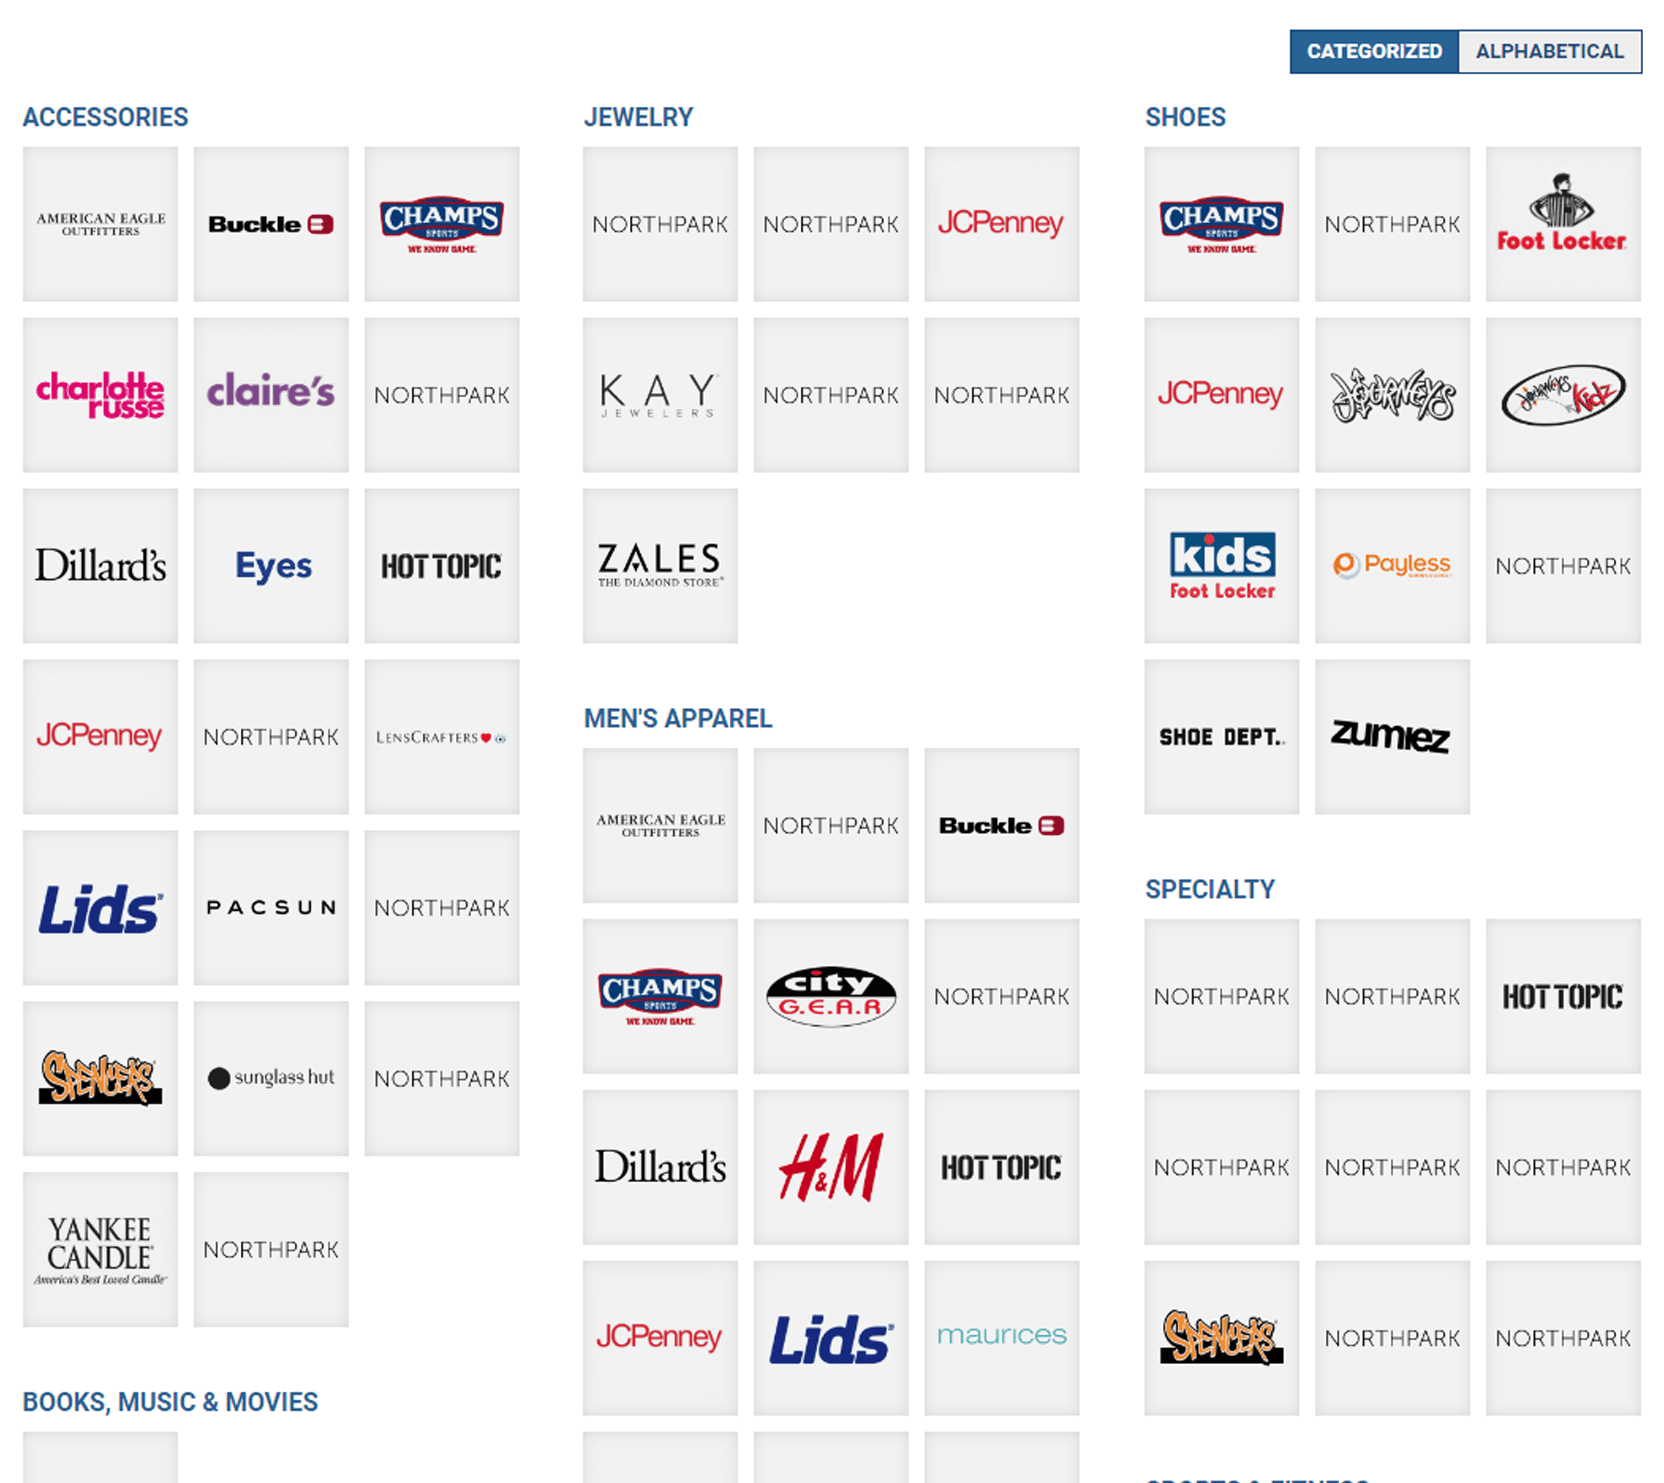 CATEGORIZED ALPHABETICAL
ACCESSORIES
AMERICAN EAGLE
OUTFITTERS
Buckle B
CHAMPS
SPORTS
WE KNOW GAME.
charlotte
russe
claire's
NORTHPARK
Dillard's
Eyes
HOT TOPIC
JCPenney
NORTHPARK
LENSCRAFTERS
Lids
PACSUN
NORTHPARK
SPENCER'S
sunglass hut
NORTHPARK
YANKEE
CANDLE
America's Best Loved Candle
NORTHPARK
BOOKS, MUSIC & MOVIES
JEWELRY
NORTHPARK
NORTHPARK
JCPenney
KAY
JEWELERS
NORTHPARK
NORTHPARK
ZALES
THE DIAMOND STORE
MEN'S APPAREL
AMERICAN EAGLE
OUTFITTERS
NORTHPARK
Buckle B
CHAMPS
SPORTS
WE KNOW GAME.
city
G.E.A.R
NORTHPARK
Dillard's
H&M
HOT TOPIC
JCPenney
Lids
maurices
SHOES
CHAMPS
SPORTS
WE KNOW GAME.
NORTHPARK
Foot Locker
JCPenney
JOURNEYS
JOURNEYS
Kidz
kids
Foot Locker
Payless
NORTHPARK
SHOE DEPT.
zumiez
SPECIALTY
NORTHPARK
NORTHPARK
HOT TOPIC
NORTHPARK
NORTHPARK
NORTHPARK
SPENCER'S
NORTHPARK
NORTHPARK
SPORTS & FITNESS